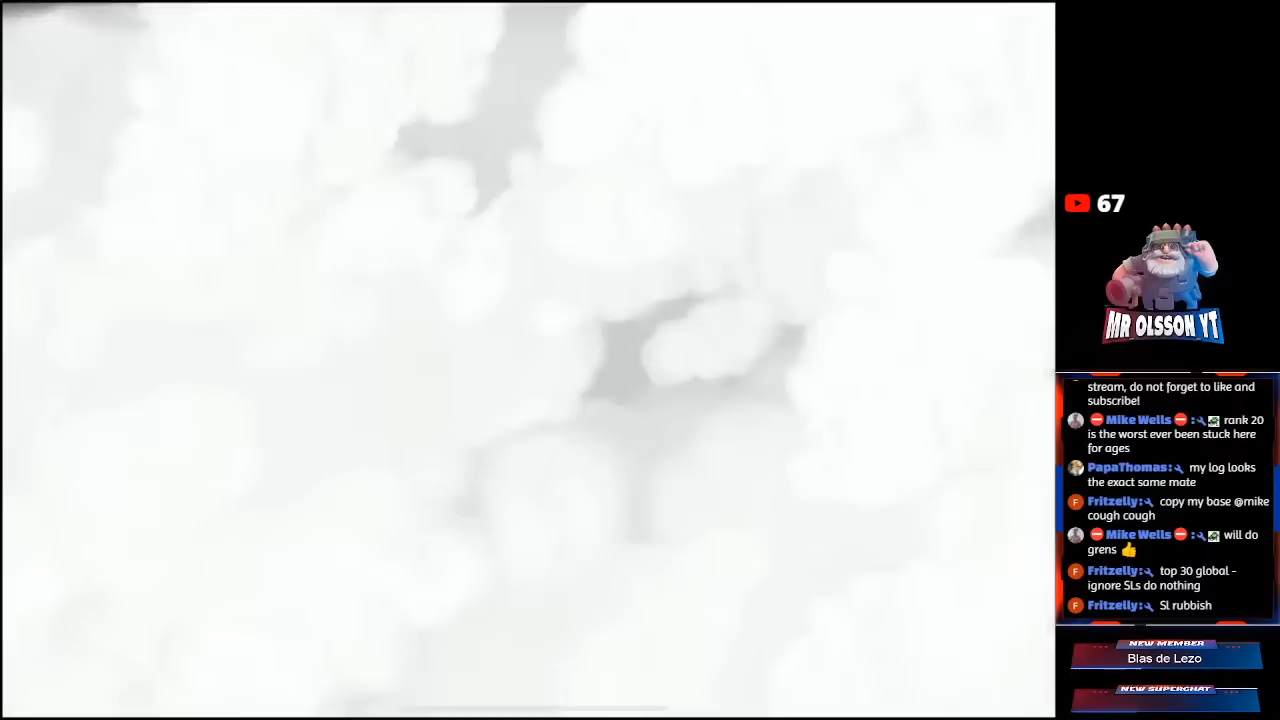 67
MR OLSSON YT
stream, do not forget to like and
subscribe!
⛔ Mike Wells ⛔ : rank 20
is the worst ever been stuck here
for ages
PapaThomas: my log looks
the exact same mate
F Fritzelly: copy my base @mike
cough cough
⛔ Mike Wells ⛔ : will do
grens 👍
F Fritzelly: top 30 global -
ignore SLs do nothing
F Fritzelly: Sl rubbish
NEW MEMBER
Blas de Lezo
NEW SUPERCHAT